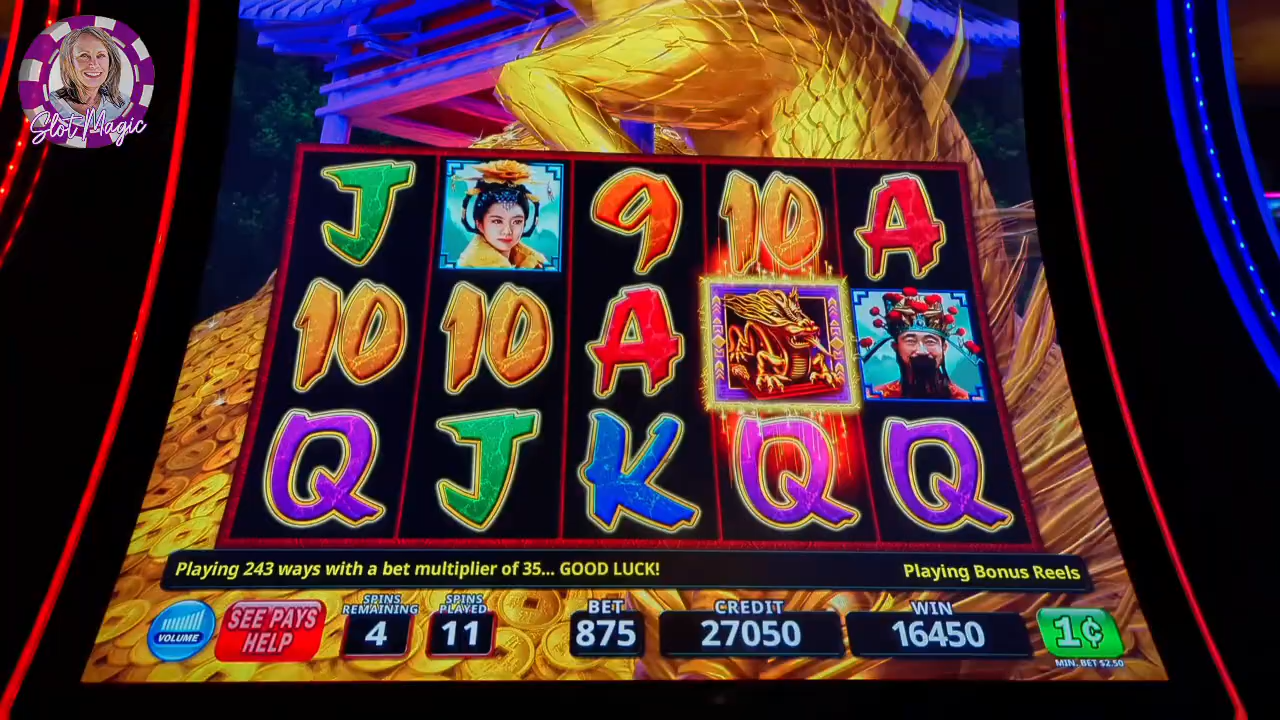 Slot Magic
J 9 10 A
10 10 A
Q J K Q Q
Playing 243 ways with a bet multiplier of 35... GOOD LUCK!
Playing Bonus Reels
VOLUME
SEE PAYS
HELP
SPINS
REMAINING
4
SPINS
PLAYED
11
BET
875
CREDIT
27050
WIN
16450
1¢
MIN. BET $2.50